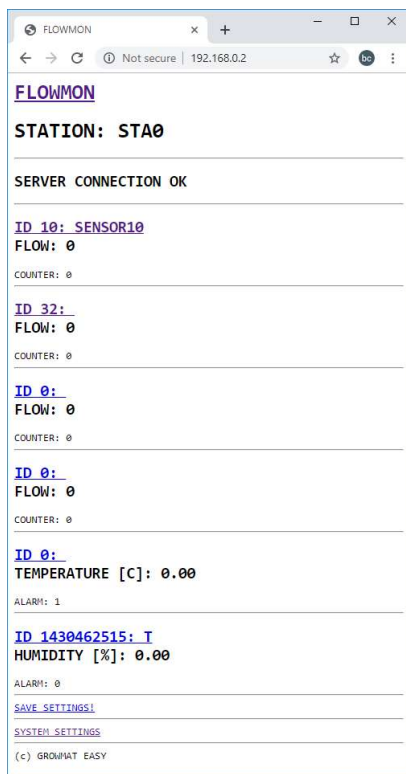 FLOWMON
Not secure | 192.168.0.2
bc
FLOWMON
STATION: STA0
SERVER CONNECTION OK
ID 10: SENSOR10
FLOW: 0
COUNTER: 0
ID 32:
FLOW: 0
COUNTER: 0
ID 0:
FLOW: 0
COUNTER: 0
ID 0:
FLOW: 0
COUNTER: 0
ID 0:
TEMPERATURE [C]: 0.00
ALARM: 1
ID 1430462515: T
HUMIDITY [%]: 0.00
ALARM: 0
SAVE SETTINGS!
SYSTEM SETTINGS
(c) GROWMAT EASY